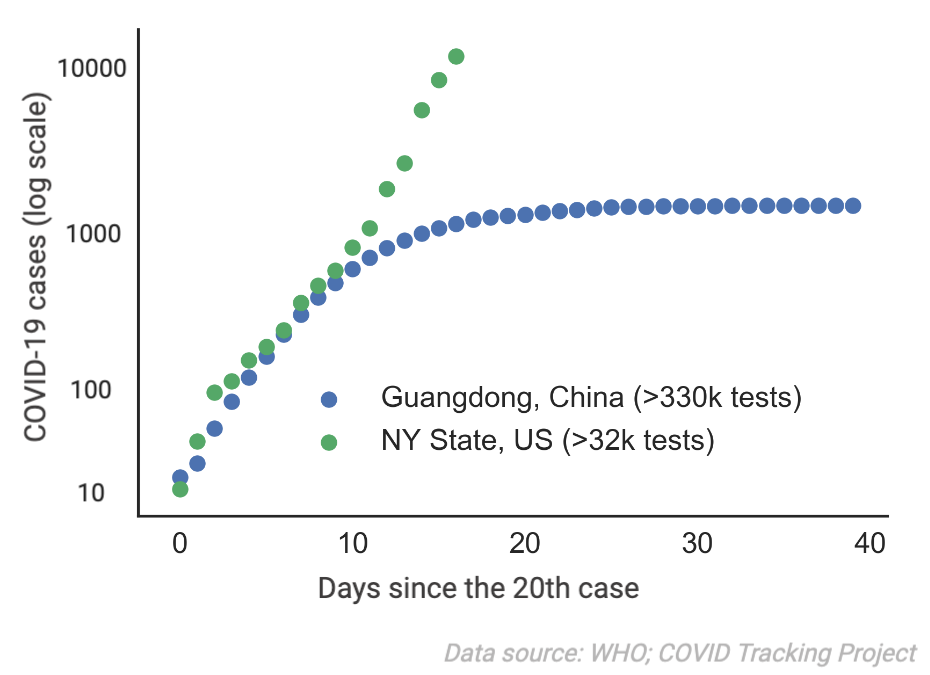 10000
1000
100
10
COVID-19 cases (log scale)
Guangdong, China (>330k tests)
NY State, US (>32k tests)
0 10 20 30 40
Days since the 20th case
Data source: WHO; COVID Tracking Project